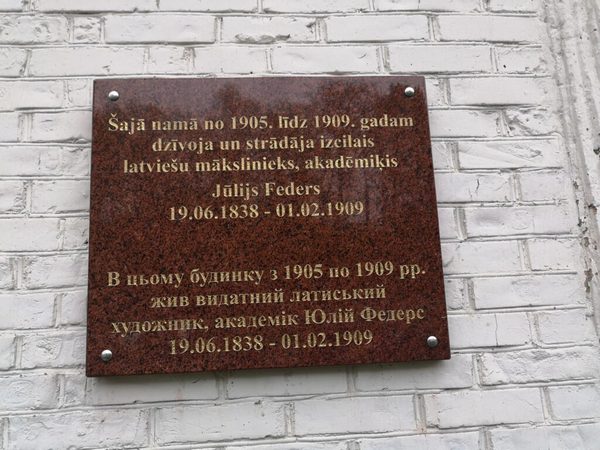 Šajā namā no 1905. līdz 1909. gadam
dzīvoja un strādāja izcilais
latviešu mākslinieks, akadēmiķis
Jūlijs Feders
19.06.1838 - 01.02.1909
В цьому будинку з 1905 по 1909 рр.
жив видатний латиський
художник, академік Юлій Федерс
19.06.1838 - 01.02.1909